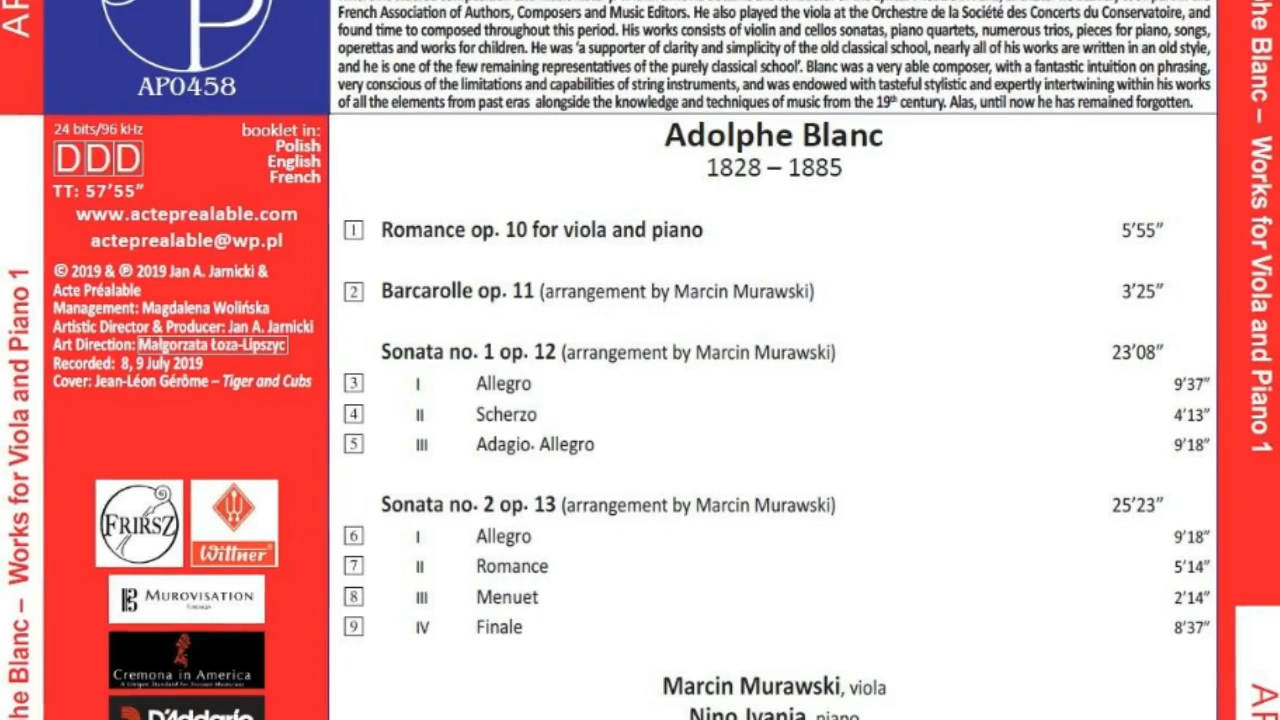 AP
P
AP0458
French Association of Authors, Composers and Music Editors. He also played the viola at the Orchestre de la Société des Concerts du Conservatoire, and
found time to composed throughout this period. His works consists of violin and cellos sonatas, piano quartets, numerous trios, pieces for piano, songs,
operettas and works for children. He was ‘a supporter of clarity and simplicity of the old classical school, nearly all of his works are written in an old style,
and he is one of the few remaining representatives of the purely classical school’. Blanc was a very able composer, with a fantastic intuition on phrasing,
very conscious of the limitations and capabilities of string instruments, and was endowed with tasteful stylistic and expertly intertwining within his works
of all the elements from past eras alongside the knowledge and techniques of music from the 19th century. Alas, until now he has remained forgotten.
24 bits/96 kHz
DDD
TT: 57’55”
booklet in:
Polish
English
French
www.acteprealable.com
acteprealable@wp.pl
© 2019 & ℗ 2019 Jan A. Jarnicki &
Acte Préalable
Management: Magdalena Wolińska
Artistic Director & Producer: Jan A. Jarnicki
Art Direction: Małgorzata Łoza-Lipszyc
Recorded: 8, 9 July 2019
Cover: Jean-Léon Gérôme – Tiger and Cubs
FRIRSZ
Wittner®
MUROVISATION
Cremona in America
D'Addario
Adolphe Blanc
1828 – 1885
1 Romance op. 10 for viola and piano 5’55”
2 Barcarolle op. 11 (arrangement by Marcin Murawski) 3’25”
Sonata no. 1 op. 12 (arrangement by Marcin Murawski) 23’08”
3 I Allegro 9’37”
4 II Scherzo 4’13”
5 III Adagio. Allegro 9’18”
Sonata no. 2 op. 13 (arrangement by Marcin Murawski) 25’23”
6 I Allegro 9’18”
7 II Romance 5’14”
8 III Menuet 2’14”
9 IV Finale 8’37”
Marcin Murawski, viola
Nino Jvania, piano
he Blanc – Works for Viola and Piano 1
phe Blanc – Works for Viola and Piano 1
AP